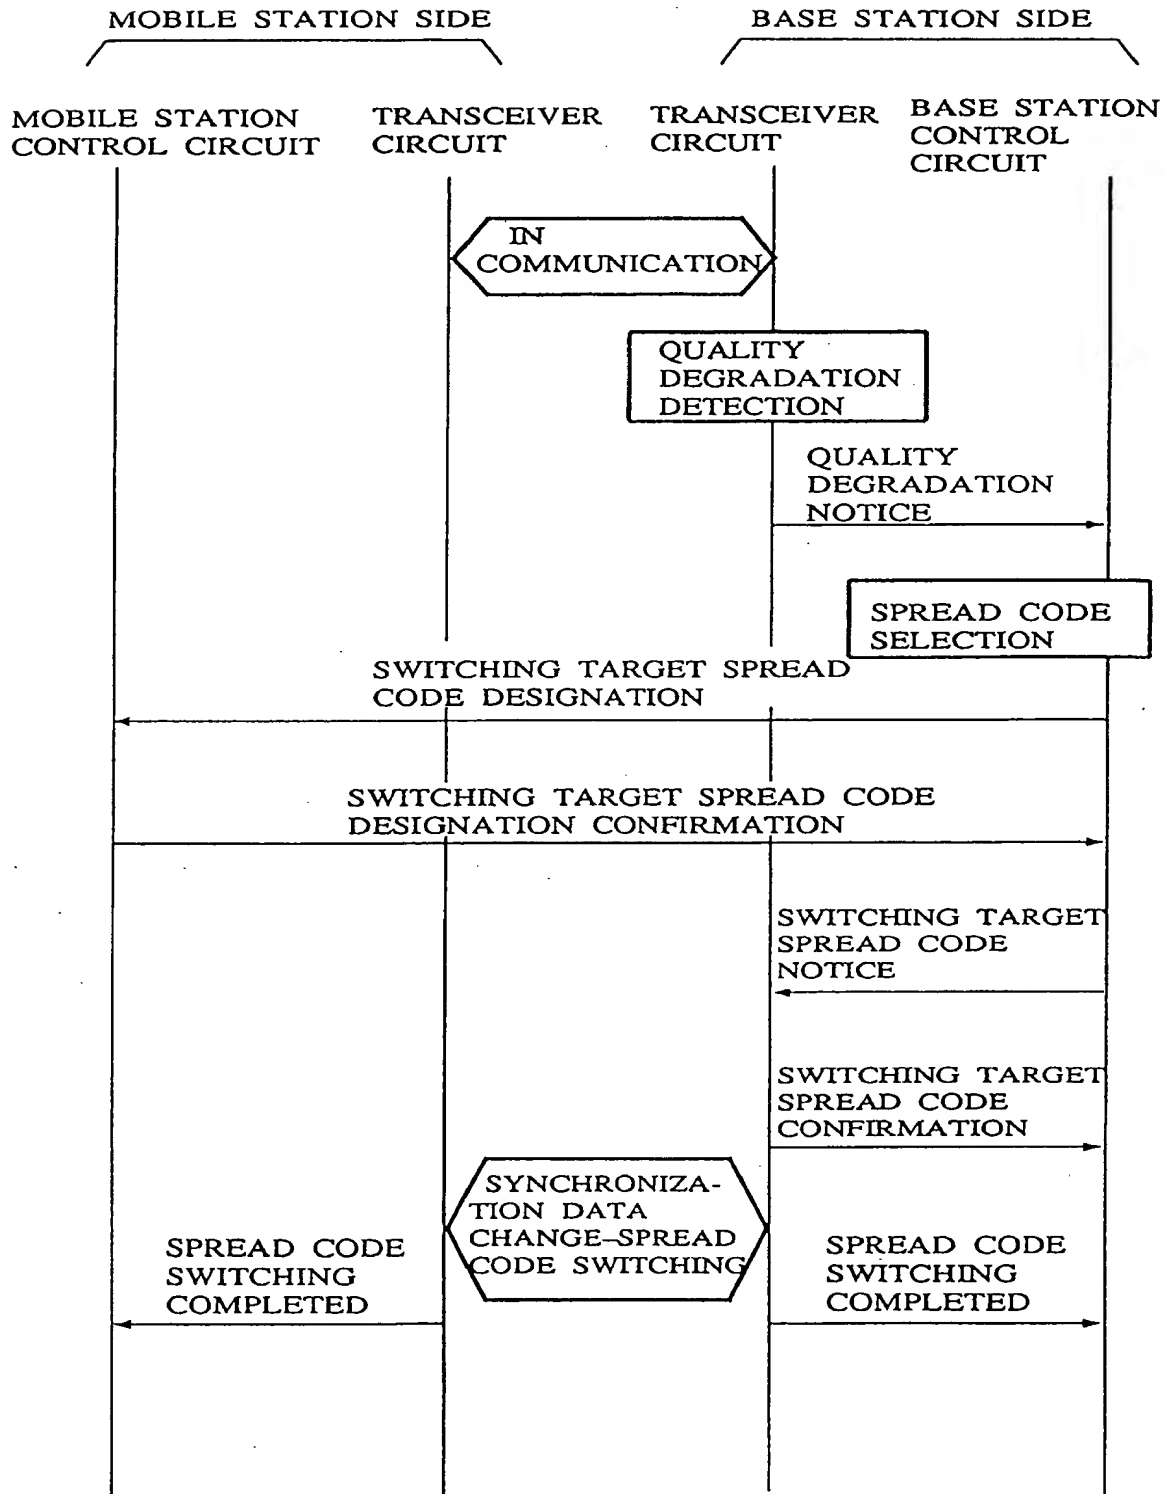 MOBILE STATION SIDE
BASE STATION SIDE
MOBILE STATION
CONTROL CIRCUIT
TRANSCEIVER
CIRCUIT
TRANSCEIVER
CIRCUIT
BASE STATION
CONTROL
CIRCUIT
IN
COMMUNICATION
QUALITY
DEGRADATION
DETECTION
QUALITY
DEGRADATION
NOTICE
SPREAD CODE
SELECTION
SWITCHING TARGET SPREAD
CODE DESIGNATION
SWITCHING TARGET SPREAD CODE
DESIGNATION CONFIRMATION
SWITCHING TARGET
SPREAD CODE
NOTICE
SWITCHING TARGET
SPREAD CODE
CONFIRMATION
SYNCHRONIZA-
TION DATA
CHANGE–SPREAD
CODE SWITCHING
SPREAD CODE
SWITCHING
COMPLETED
SPREAD CODE
SWITCHING
COMPLETED